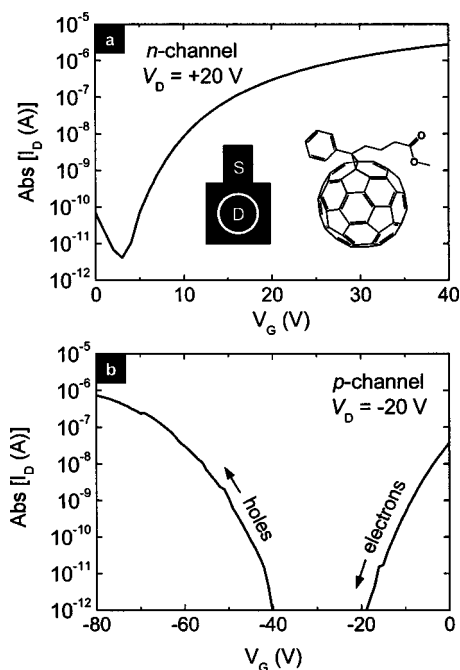 10⁻⁵
10⁻⁶
10⁻⁷
10⁻⁸
10⁻⁹
10⁻¹⁰
10⁻¹¹
10⁻¹²
Abs [I_D (A)]
a
n-channel
V_D = +20 V
S
D
O
O
0 10 20 30 40
V_G (V)
10⁻⁵
10⁻⁶
10⁻⁷
10⁻⁸
10⁻⁹
10⁻¹⁰
10⁻¹¹
10⁻¹²
Abs [I_D (A)]
b
p-channel
V_D = -20 V
holes
electrons
-80 -60 -40 -20 0
V_G (V)